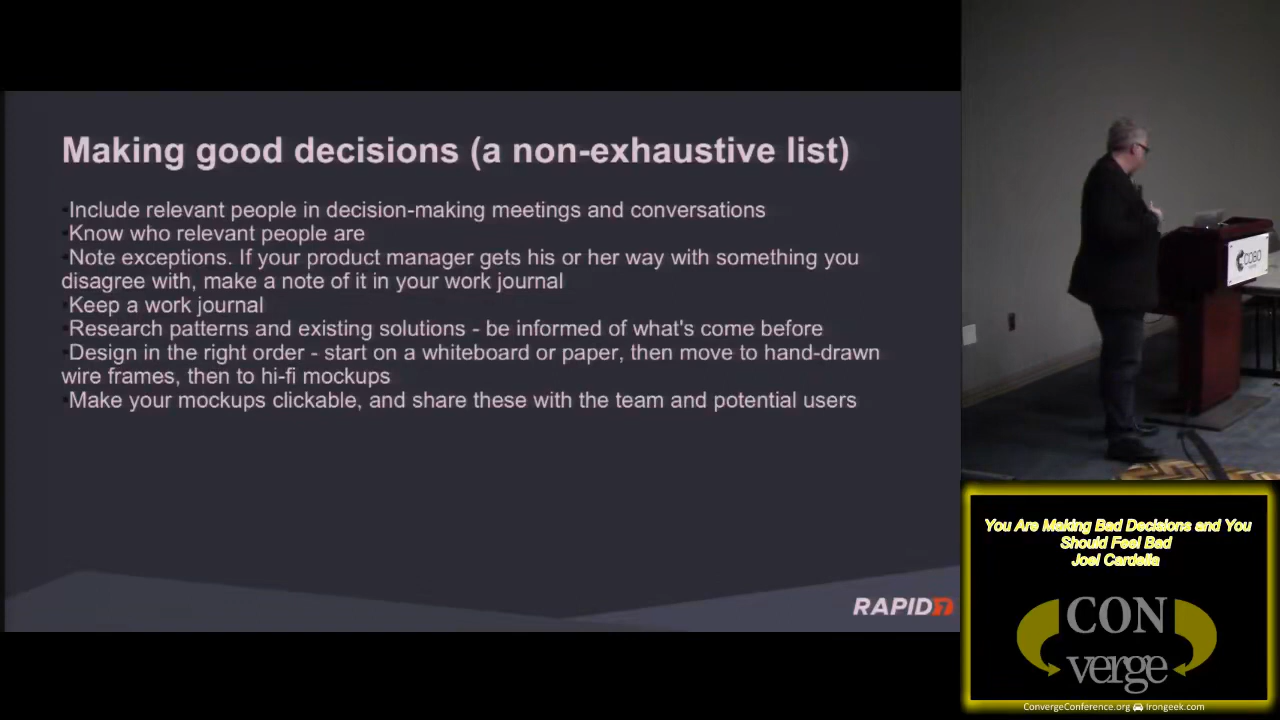 Making good decisions (a non-exhaustive list)
·Include relevant people in decision-making meetings and conversations
·Know who relevant people are
·Note exceptions. If your product manager gets his or her way with something you
disagree with, make a note of it in your work journal
·Keep a work journal
·Research patterns and existing solutions - be informed of what's come before
·Design in the right order - start on a whiteboard or paper, then move to hand-drawn
wire frames, then to hi-fi mockups
·Make your mockups clickable, and share these with the team and potential users
RAPID7
COBO
You Are Making Bad Decisions and You
Should Feel Bad
Joel Cardella
CON
verge
ConvergeConference.org Irongeek.com